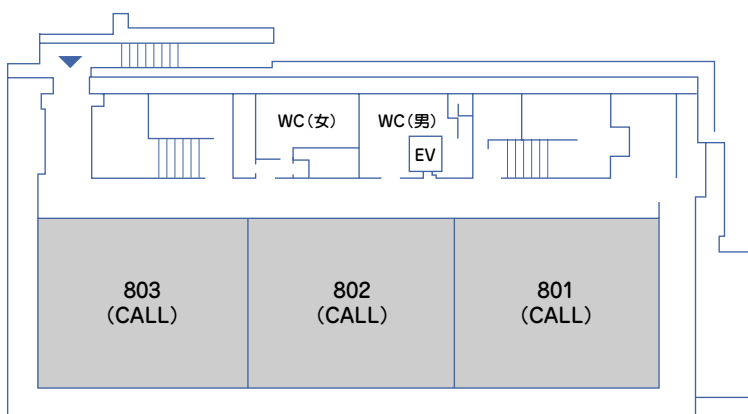 WC（女）
WC（男）
EV
803
（CALL）
802
（CALL）
801
（CALL）